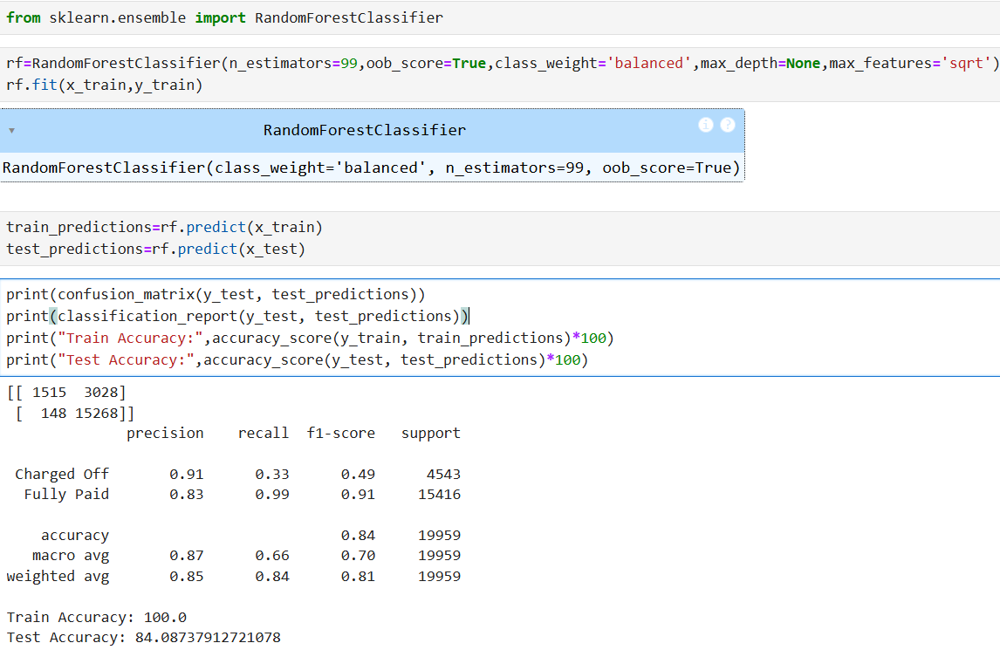 from sklearn.ensemble import RandomForestClassifier
rf=RandomForestClassifier(n_estimators=99,oob_score=True,class_weight='balanced',max_depth=None,max_features='sqrt')
rf.fit(x_train,y_train)
RandomForestClassifier
RandomForestClassifier(class_weight='balanced', n_estimators=99, oob_score=True)
train_predictions=rf.predict(x_train)
test_predictions=rf.predict(x_test)
print(confusion_matrix(y_test, test_predictions))
print(classification_report(y_test, test_predictions))
print("Train Accuracy:",accuracy_score(y_train, train_predictions)*100)
print("Test Accuracy:",accuracy_score(y_test, test_predictions)*100)
[[ 1515  3028]
 [  148 15268]]
              precision    recall  f1-score   support
 Charged Off       0.91      0.33      0.49      4543
  Fully Paid       0.83      0.99      0.91     15416
    accuracy                           0.84     19959
   macro avg       0.87      0.66      0.70     19959
weighted avg       0.85      0.84      0.81     19959
Train Accuracy: 100.0
Test Accuracy: 84.08737912721078